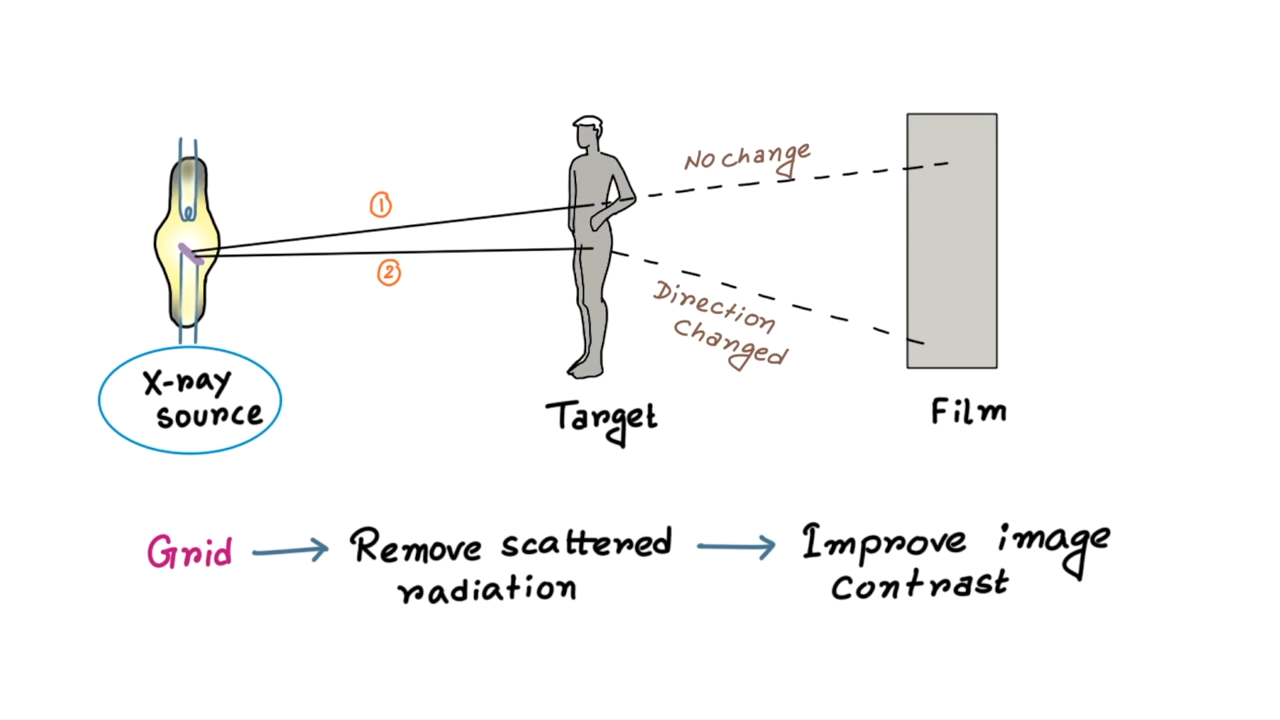 ①
②
No change
Direction
Changed
X-ray
source
Target
Film
Grid → Remove scattered → Improve image
radiation
contrast